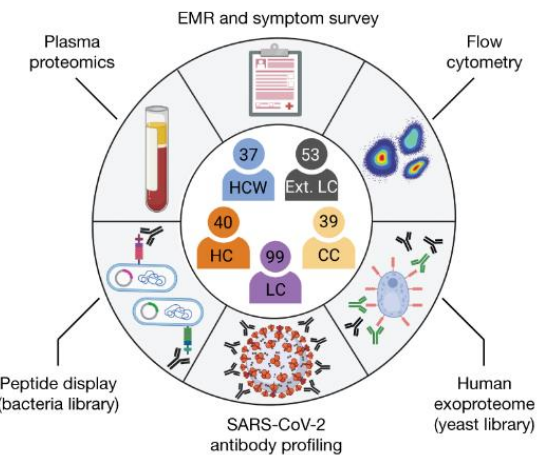 EMR and symptom survey
Plasma
proteomics
Flow
cytometry
37
HCW
53
Ext. LC
40
HC
39
CC
99
LC
Peptide display
(bacteria library)
SARS-CoV-2
antibody profiling
Human
exoproteome
(yeast library)